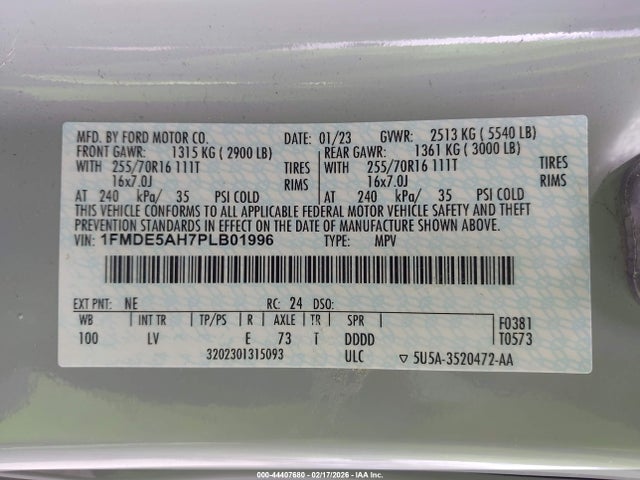 MFD. BY FORD MOTOR CO. DATE: 01/23 GVWR: 2513 KG ( 5540 LB)
FRONT GAWR: 1315 KG ( 2900 LB) REAR GAWR: 1361 KG ( 3000 LB)
WITH 255/70R16 111T TIRES WITH 255/70R16 111T TIRES
16x7.0J RIMS 16x7.0J RIMS
AT 240 kPa/ 35 PSI COLD AT 240 kPa/ 35 PSI COLD
THIS VEHICLE CONFORMS TO ALL APPLICABLE FEDERAL MOTOR VEHICLE SAFETY AND THEFT
PREVENTION STANDARDS IN EFFECT ON THE DATE OF MANUFACTURE SHOWN ABOVE.
VIN: 1FMDE5AH7PLB01996 TYPE: MPV
EXT PNT: NE RC: 24 DSO:
WB INT TR TP/PS R AXLE TR SPR F0381
100 LV E 73 T DDDD T0573
3202301315093 ULC ▽ 5U5A-3520472-AA
000-44407680 - 02/17/2026 - IAA Inc.